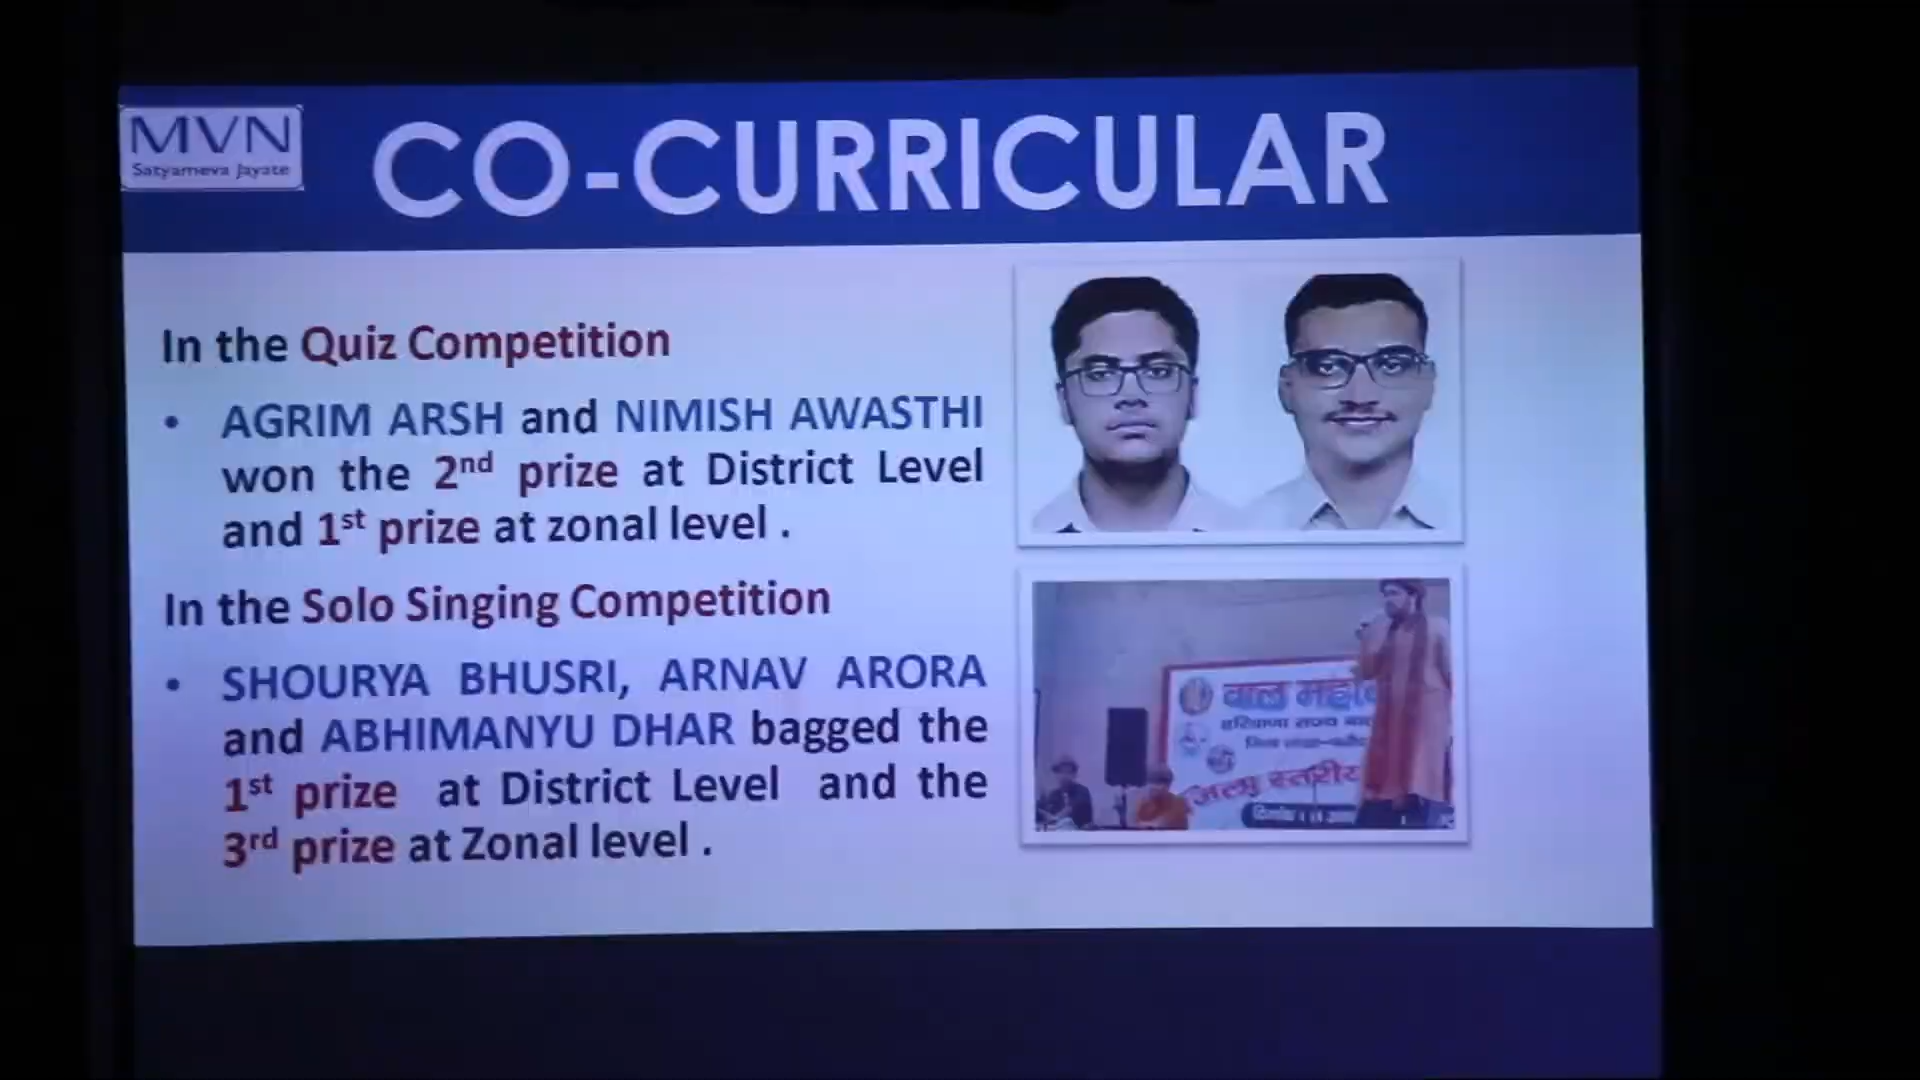 MVN
Satyameva Jayate
CO-CURRICULAR
In the Quiz Competition
• AGRIM ARSH and NIMISH AWASTHI
won the 2nd prize at District Level
and 1st prize at zonal level .
In the Solo Singing Competition
• SHOURYA BHUSRI, ARNAV ARORA
and ABHIMANYU DHAR bagged the
1st prize at District Level and the
3rd prize at Zonal level .
बाल
हरियाणा राज्य बाल
स्तरीय